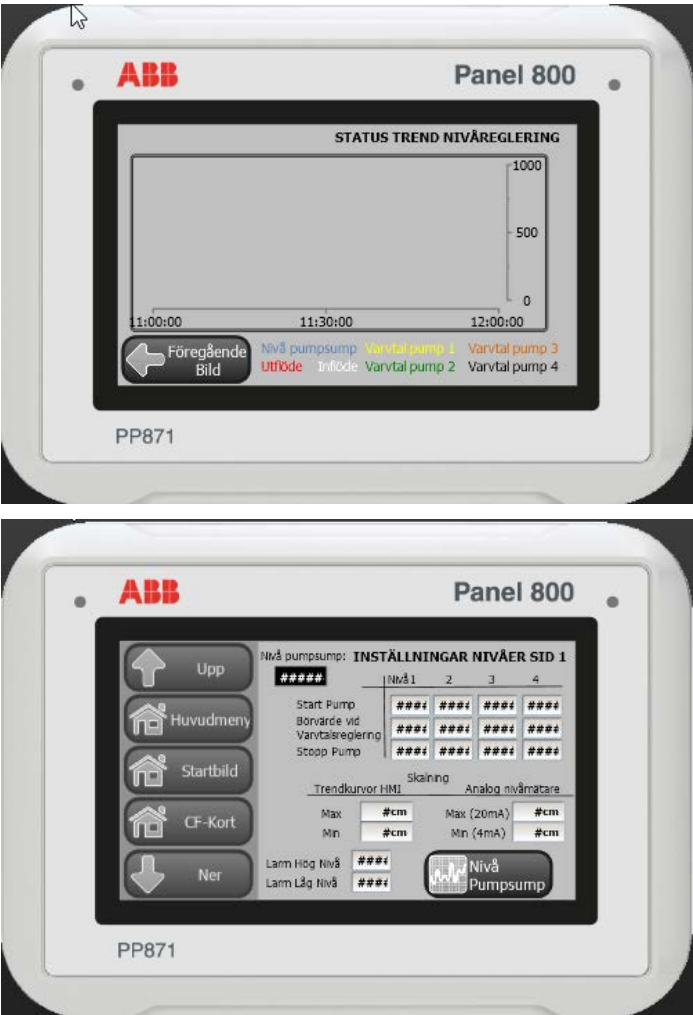 ABB
Panel 800
STATUS TREND NIVÅREGLERING
1000
500
0
11:00:00 11:30:00 12:00:00
Föregående
Bild
Nivå pumpsump Varvtal pump 1 Varvtal pump 3
Utflöde Inflöde Varvtal pump 2 Varvtal pump 4
PP871
ABB
Panel 800
Upp
Huvudmeny
Startbild
CF-Kort
Ner
Nivå pumpsump: INSTÄLLNINGAR NIVÅER SID 1
#####
Nivå1 2 3 4
Start Pump #### #### #### ####
Börvärde vid
Varvtalsreglering #### #### #### ####
Stopp Pump #### #### #### ####
Skalning
Trendkurvor HMI Analog nivåmätare
Max #cm Max (20mA) #cm
Min #cm Min (4mA) #cm
Larm Hög Nivå ####
Larm Låg Nivå ####
Nivå
Pumpsump
PP871